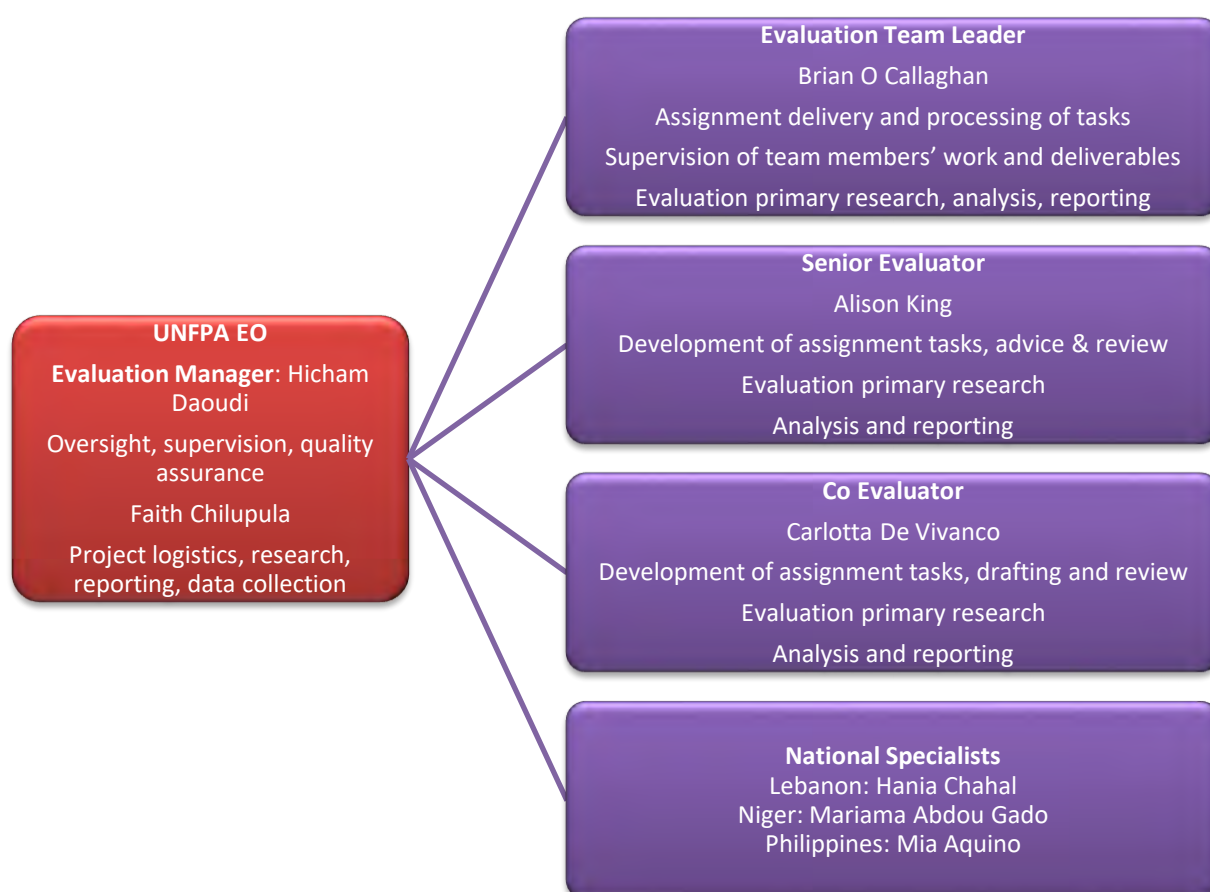 UNFPA EO
Evaluation Manager: Hicham
Daoudi
Oversight, supervision, quality
assurance
Faith Chilupula
Project logistics, research,
reporting, data collection
Evaluation Team Leader
Brian O Callaghan
Assignment delivery and processing of tasks
Supervision of team members’ work and deliverables
Evaluation primary research, analysis, reporting
Senior Evaluator
Alison King
Development of assignment tasks, advice & review
Evaluation primary research
Analysis and reporting
Co Evaluator
Carlotta De Vivanco
Development of assignment tasks, drafting and review
Evaluation primary research
Analysis and reporting
National Specialists
Lebanon: Hania Chahal
Niger: Mariama Abdou Gado
Philippines: Mia Aquino